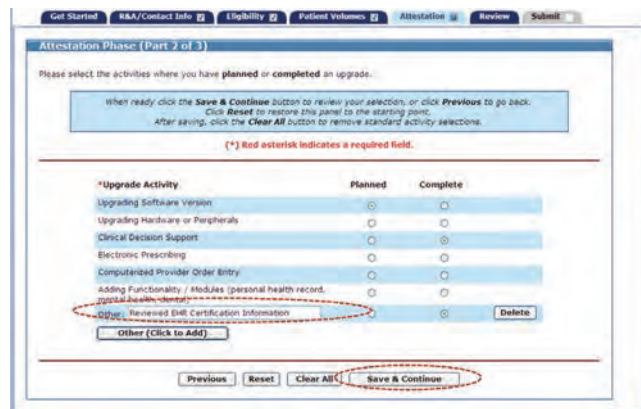 Get Started R&A/Contact Info Eligibility Patient Volumes Attestation Review Submit
Attestation Phase (Part 2 of 3)
Please select the activities where you have planned or completed an upgrade.
When ready click the Save & Continue button to review your selection, or click Previous to go back.
Click Reset to restore this panel to the starting point.
After saving, click the Clear All button to remove standard activity selections.
(*) Red asterisk indicates a required field.
*Upgrade Activity Planned Complete
Upgrading Software Version
Upgrading Hardware or Peripherals
Clinical Decision Support
Electronic Prescribing
Computerized Provider Order Entry
Adding Functionality / Modules (personal health record,
mental health, dental)
Other: Reviewed EHR Certification Information Delete
Other (Click to Add)
Previous Reset Clear All Save & Continue